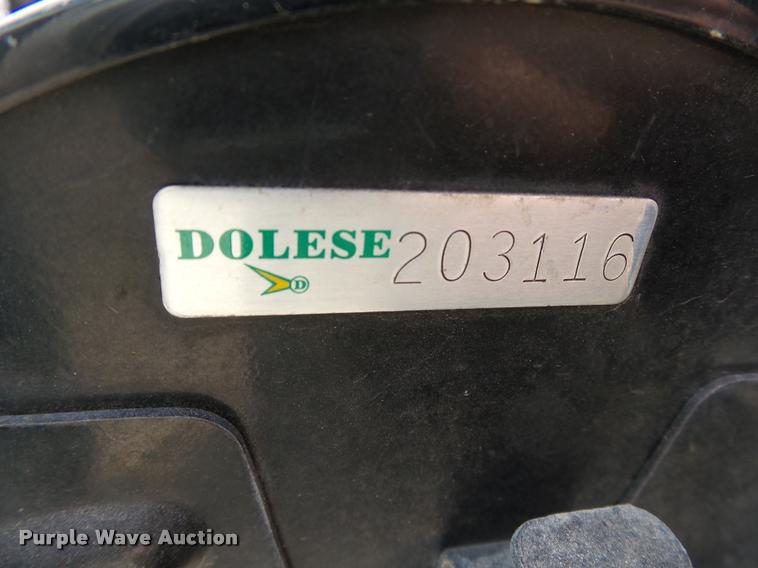 DOLESE 203116
D
Purple Wave Auction